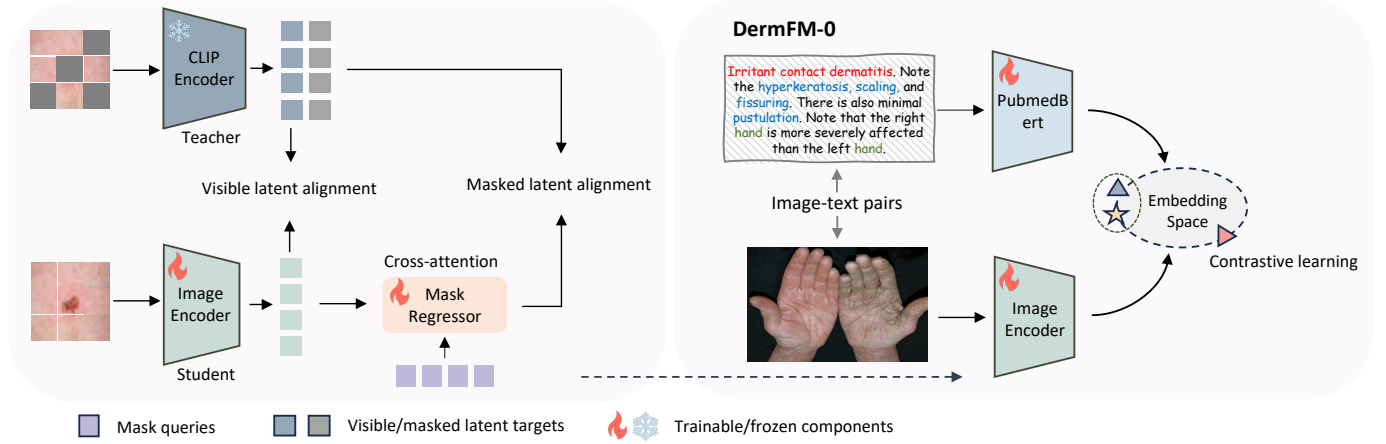 CLIP
Encoder
Teacher
Visible latent alignment
Masked latent alignment
Image
Encoder
Student
Cross-attention
Mask
Regressor
DermFM-0
Irritant contact dermatitis. Note
the hyperkeratosis, scaling, and
fissuring. There is also minimal
pustulation. Note that the right
hand is more severely affected
than the left hand.
PubmedB
ert
Image-text pairs
Embedding
Space
Contrastive learning
Image
Encoder
Mask queries
Visible/masked latent targets
Trainable/frozen components